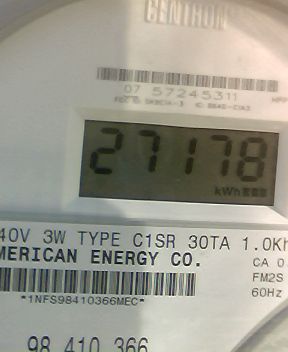 CENTRON
07 57245311
27178
kWh
40V 3W TYPE C1SR 30TA 1.0Kh
MERICAN ENERGY CO.
CA 0
FM2S
60Hz
*1NFS98410366MEC*
98 410 366